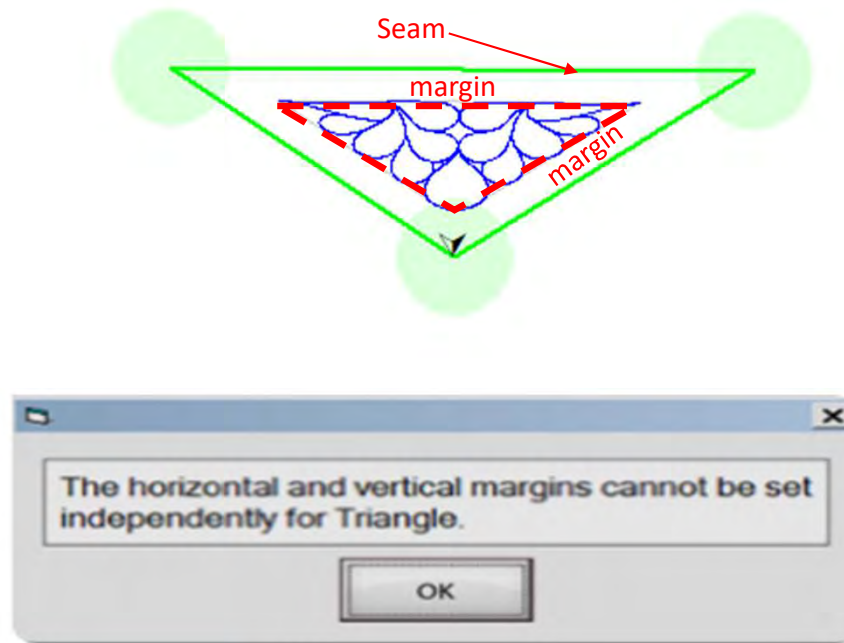 Seam
margin
margin
The horizontal and vertical margins cannot be set
independently for Triangle.
OK